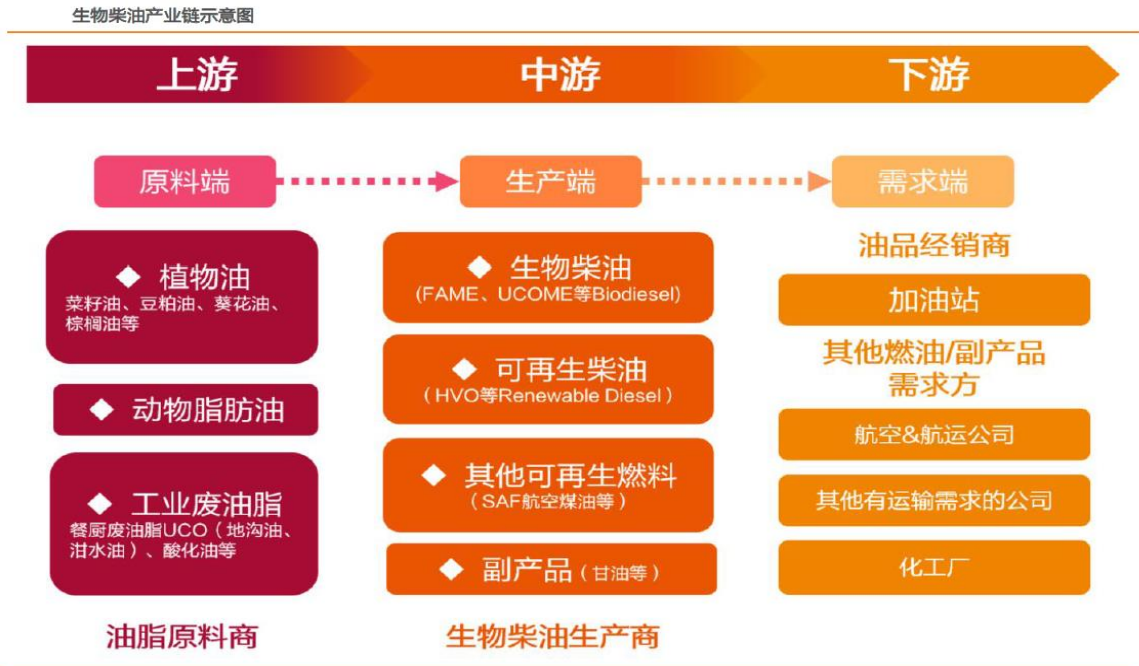 生物柴油产业链示意图
上游
中游
下游
原料端
生产端
需求端
◆ 植物油
菜籽油、豆粕油、葵花油、
棕榈油等
◆ 动物脂肪油
◆ 工业废油脂
餐厨废油脂UCO（地沟油、
泔水油）、酸化油等
油脂原料商
◆ 生物柴油
(FAME、UCOME等Biodiesel)
◆ 可再生柴油
（HVO等Renewable Diesel）
◆ 其他可再生燃料
（SAF航空煤油等）
◆ 副产品（甘油等）
生物柴油生产商
油品经销商
加油站
其他燃油/副产品
需求方
航空&航运公司
其他有运输需求的公司
化工厂